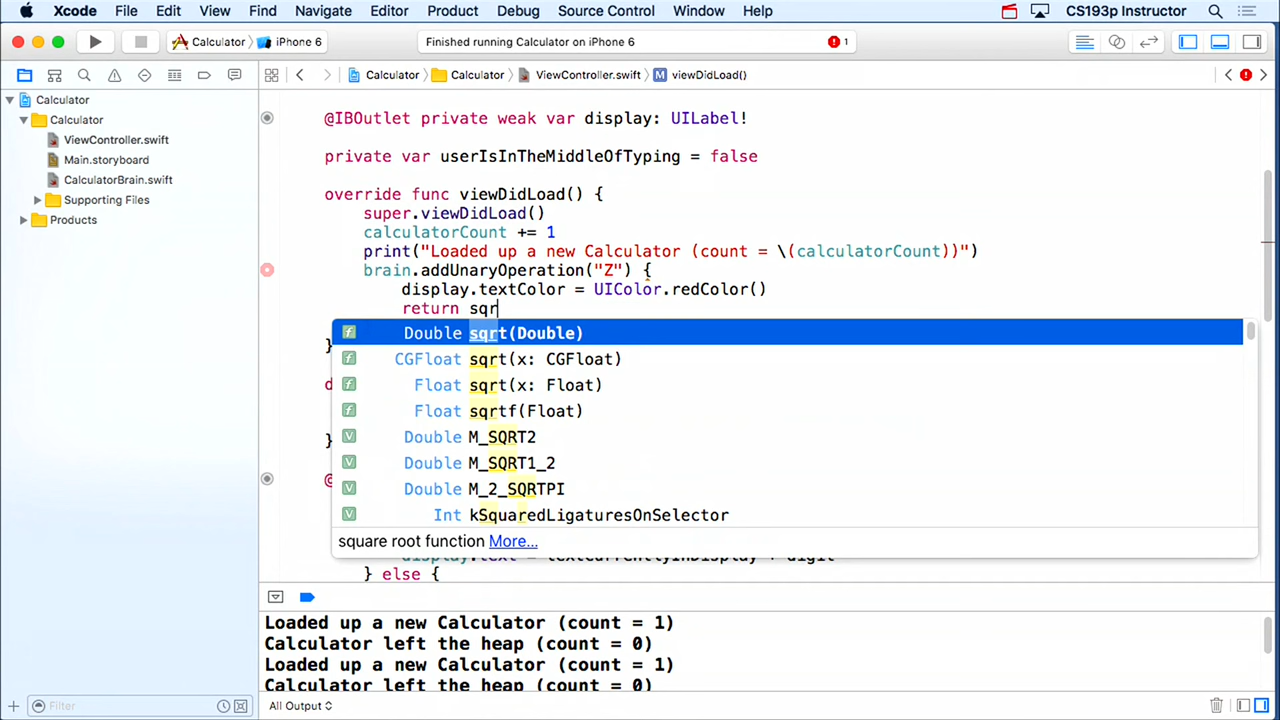 Xcode File Edit View Find Navigate Editor Product Debug Source Control Window Help CS193p Instructor
Calculator iPhone 6 Finished running Calculator on iPhone 6 1
Calculator Calculator ViewController.swift M viewDidLoad()
Calculator
Calculator
ViewController.swift
Main.storyboard
CalculatorBrain.swift
Supporting Files
Products
@IBOutlet private weak var display: UILabel!
private var userIsInTheMiddleOfTyping = false
override func viewDidLoad() {
super.viewDidLoad()
calculatorCount += 1
print("Loaded up a new Calculator (count = \(calculatorCount))")
brain.addUnaryOperation("Z") {
display.textColor = UIColor.redColor()
return sqr
f Double sqrt(Double)
}
f CGFloat sqrt(x: CGFloat)
f Float sqrt(x: Float)
d
f Float sqrtf(Float)
V Double M_SQRT2
}
V Double M_SQRT1_2
V Double M_2_SQRTPI
V Int kSquaredLigaturesOnSelector
square root function More...
} else {
Loaded up a new Calculator (count = 1)
Calculator left the heap (count = 0)
Loaded up a new Calculator (count = 1)
Calculator left the heap (count = 0)
Filter All Output